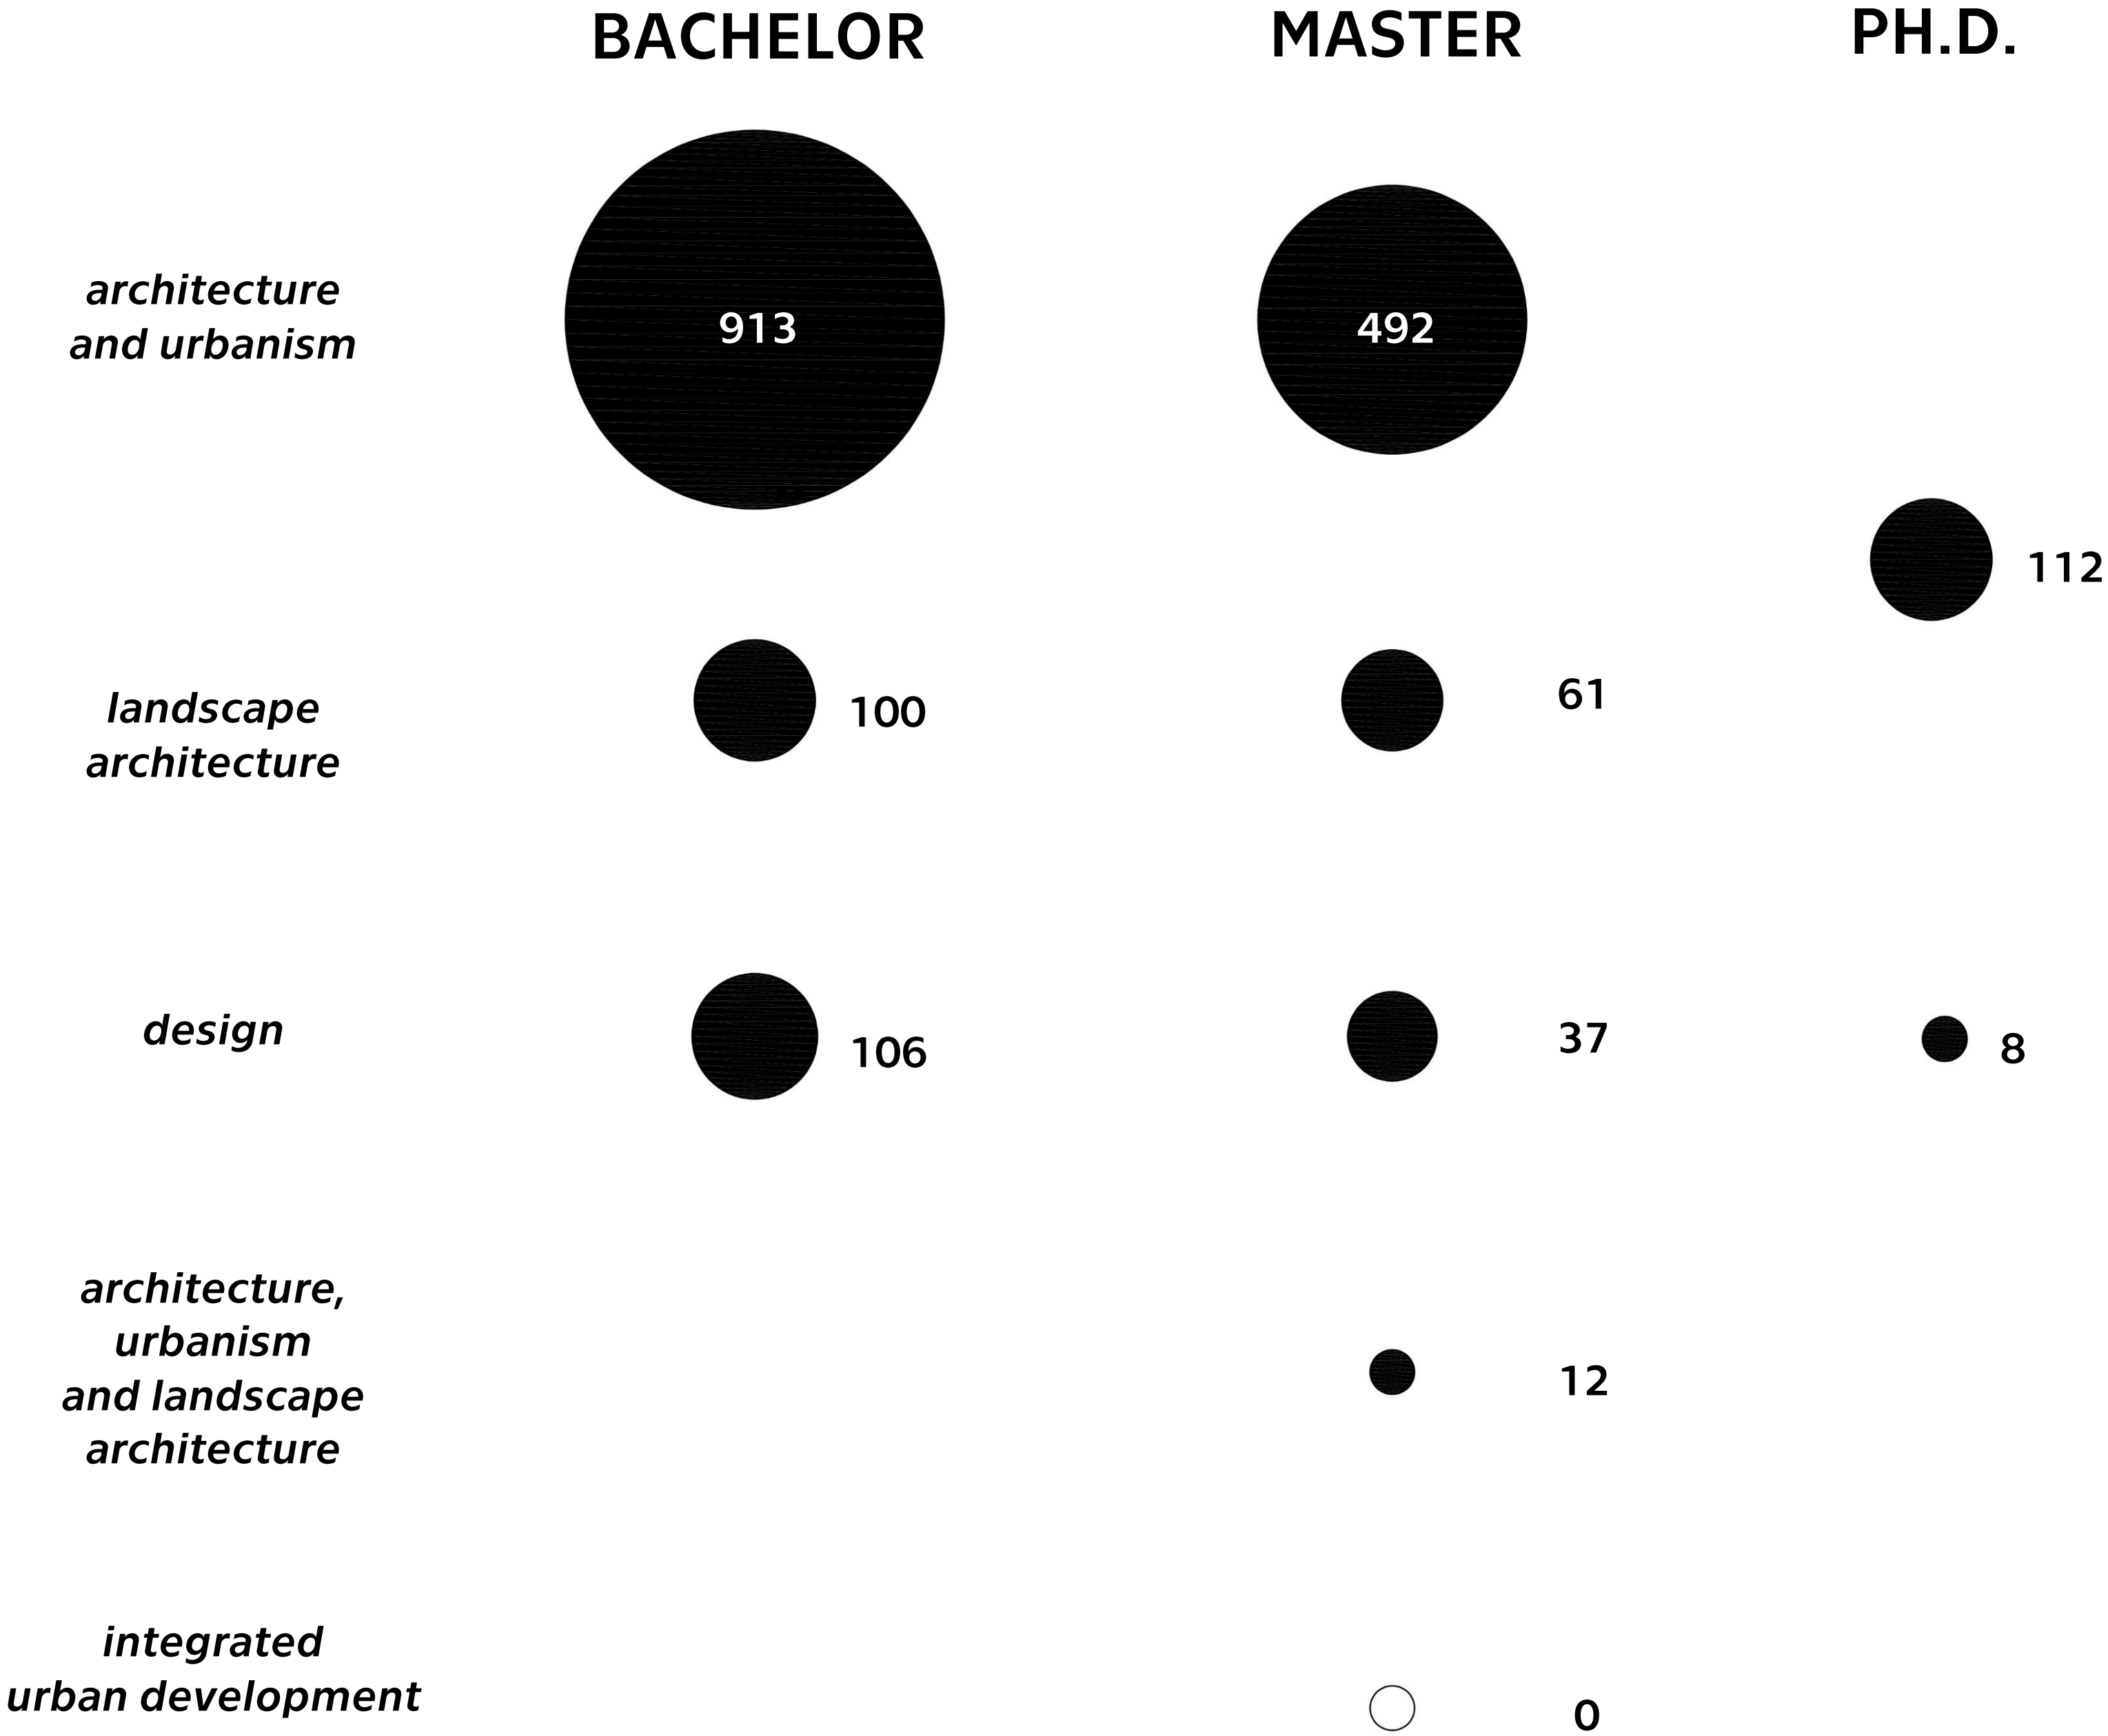 BACHELOR
MASTER
PH.D.
architecture
and urbanism
913
492
112
landscape
architecture
100
61
design
106
37
8
architecture,
urbanism
and landscape
architecture
12
integrated
urban development
0